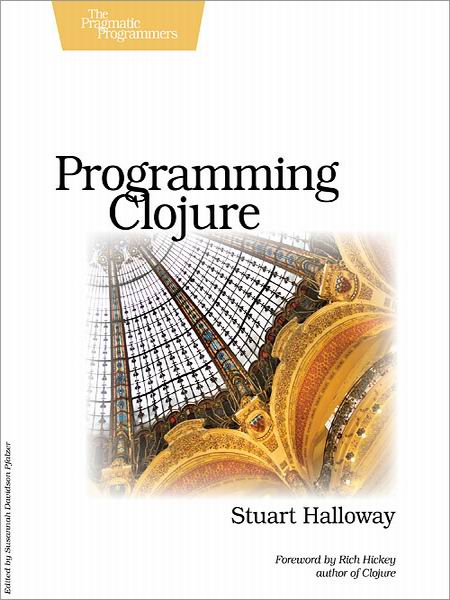 The
Pragmatic
Programmers
Programming
Clojure
Stuart Halloway
Foreword by Rich Hickey
author of Clojure
Edited by Susannah Davidson Pfalzer